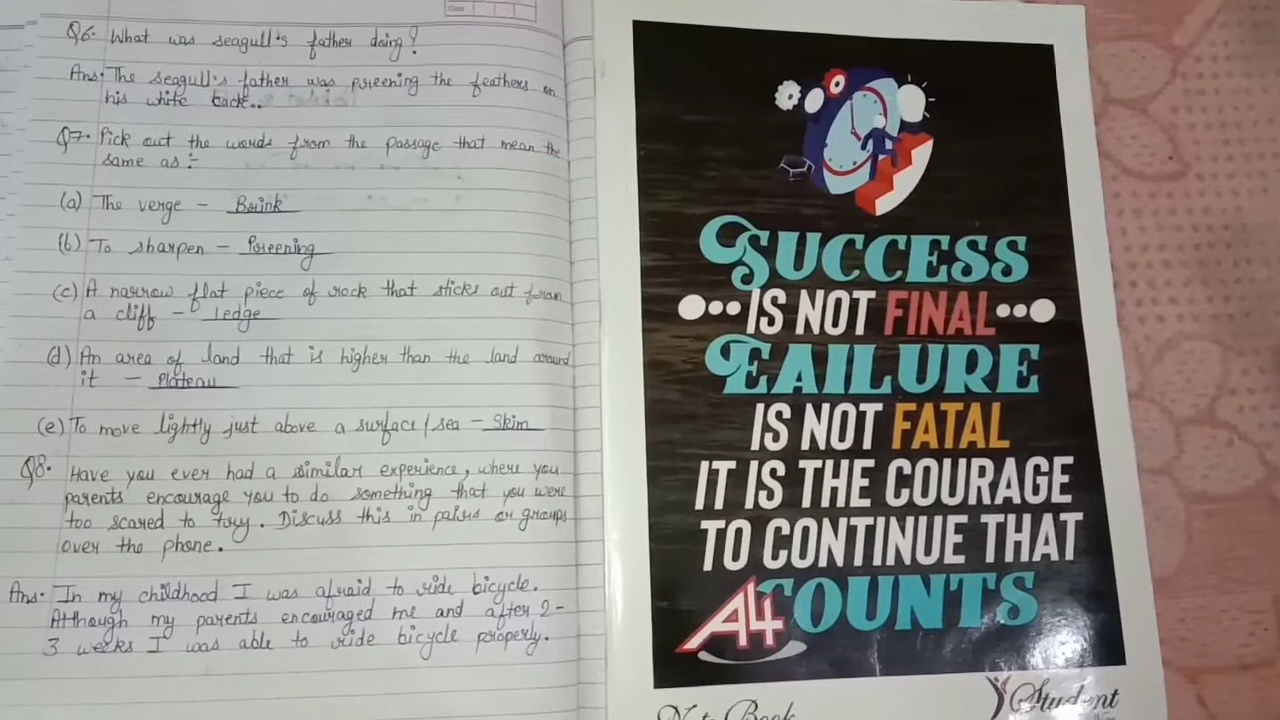 Q6. What was seagull's father doing?
Ans. The seagull's father was preening the feathers on
his white back..
Q7. Pick out the words from the passage that mean the
same as :-
(a) The verge - Brink
(b) To sharpen - Preening
(c) A narrow flat piece of rock that sticks out from
a cliff - ledge
(d) An area of land that is higher than the land around
it - Plateau
(e) To move lightly just above a surface/sea - Skim
Q8. Have you ever had a similar experience, where you
parents encourage you to do something that you were
too scared to try. Discuss this in pairs or groups
over the phone.
Ans. In my childhood I was afraid to ride bicycle.
Although my parents encouraged me and after 2-
3 weeks I was able to ride bicycle properly.
SUCCESS
IS NOT FINAL
FAILURE
IS NOT FATAL
IT IS THE COURAGE
TO CONTINUE THAT
COUNTS
A4
Note Book
Student